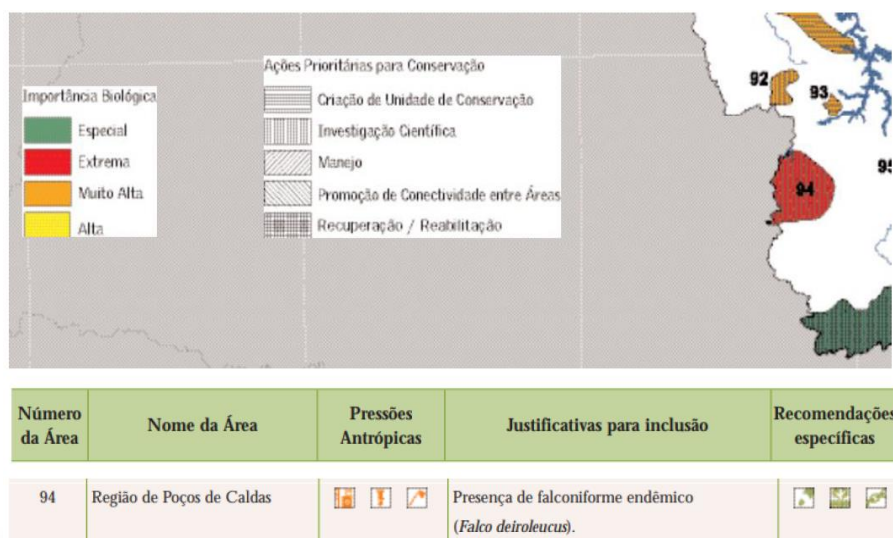 92
93
Importância Biológica
Especial
Extrema
Muito Alta
Alta
Ações Prioritárias para Conservação
Criação de Unidade de Conservação
Investigação Científica
Manejo
Promoção de Conectividade entre Áreas
Recuperação / Reabilitação
94
Número da Área
Nome da Área
Pressões Antrópicas
Justificativas para inclusão
Recomendações específicas
94
Região de Poços de Caldas
Presença de falconiforme endêmico
(Falco deiroleucus).